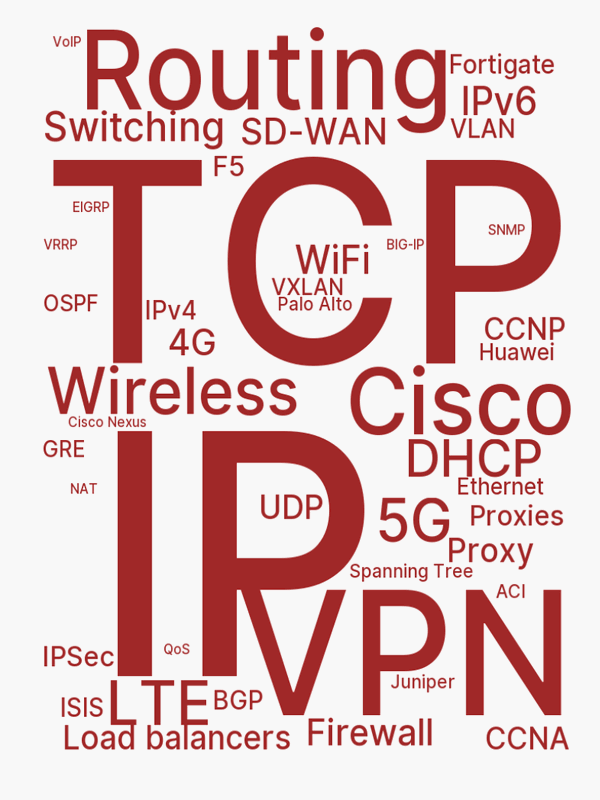 VoIP
Routing
Fortigate
IPv6
Switching
SD-WAN
VLAN
TCP
F5
EIGRP
SNMP
VRRP
BIG-IP
WiFi
VXLAN
Palo Alto
OSPF
IPv4
4G
CCNP
Huawei
Wireless
Cisco
Cisco Nexus
IP
GRE
DHCP
NAT
Ethernet
UDP
5G
Proxies
Proxy
Spanning Tree
ACI
VPN
IPSec
QoS
Juniper
ISIS
LTE
BGP
Load balancers
Firewall
CCNA